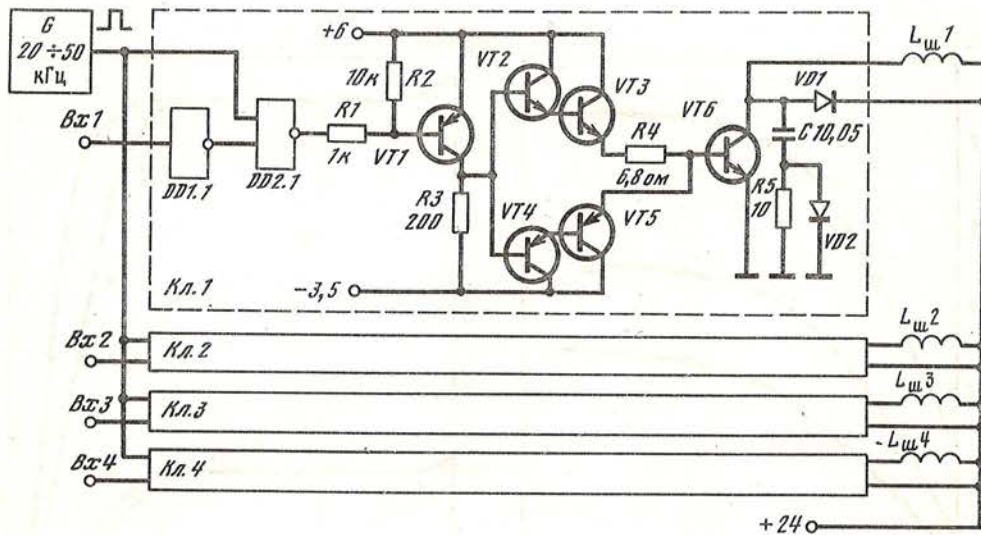 G
20÷50
кГц
Вх1
DD1.1
DD2.1
R1
1к
+6
10к
R2
VT1
R3
200
VT2
VT3
VT4
VT5
R4
6,8 ом
VT6
VD1
C1 0,05
R5
10
VD2
Lш1
-3,5
Кл.1
Вх2
Кл.2
Lш2
Вх3
Кл.3
Lш3
Вх4
Кл.4
Lш4
+24